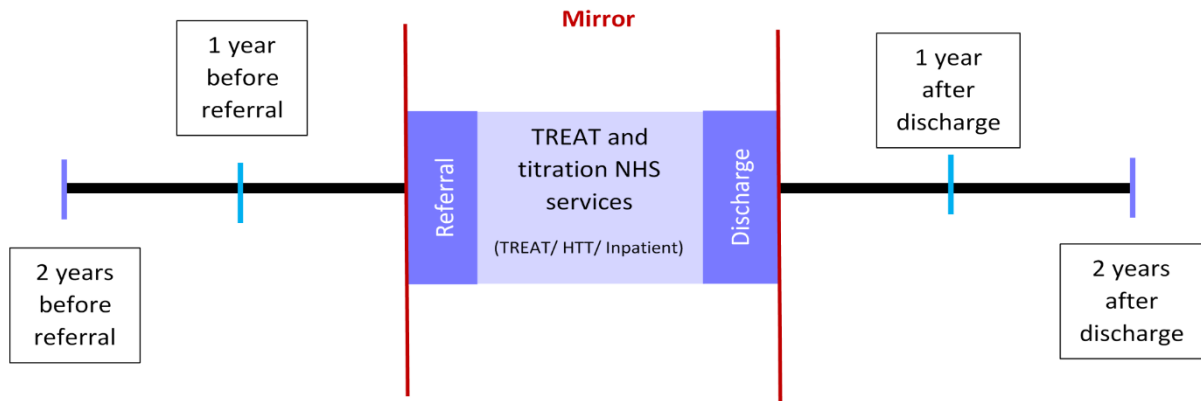 Mirror
1 year
before
referral
1 year
after
discharge
Referral
TREAT and
titration NHS
services
(TREAT/ HTT/ Inpatient)
Discharge
2 years
before
referral
2 years
after
discharge